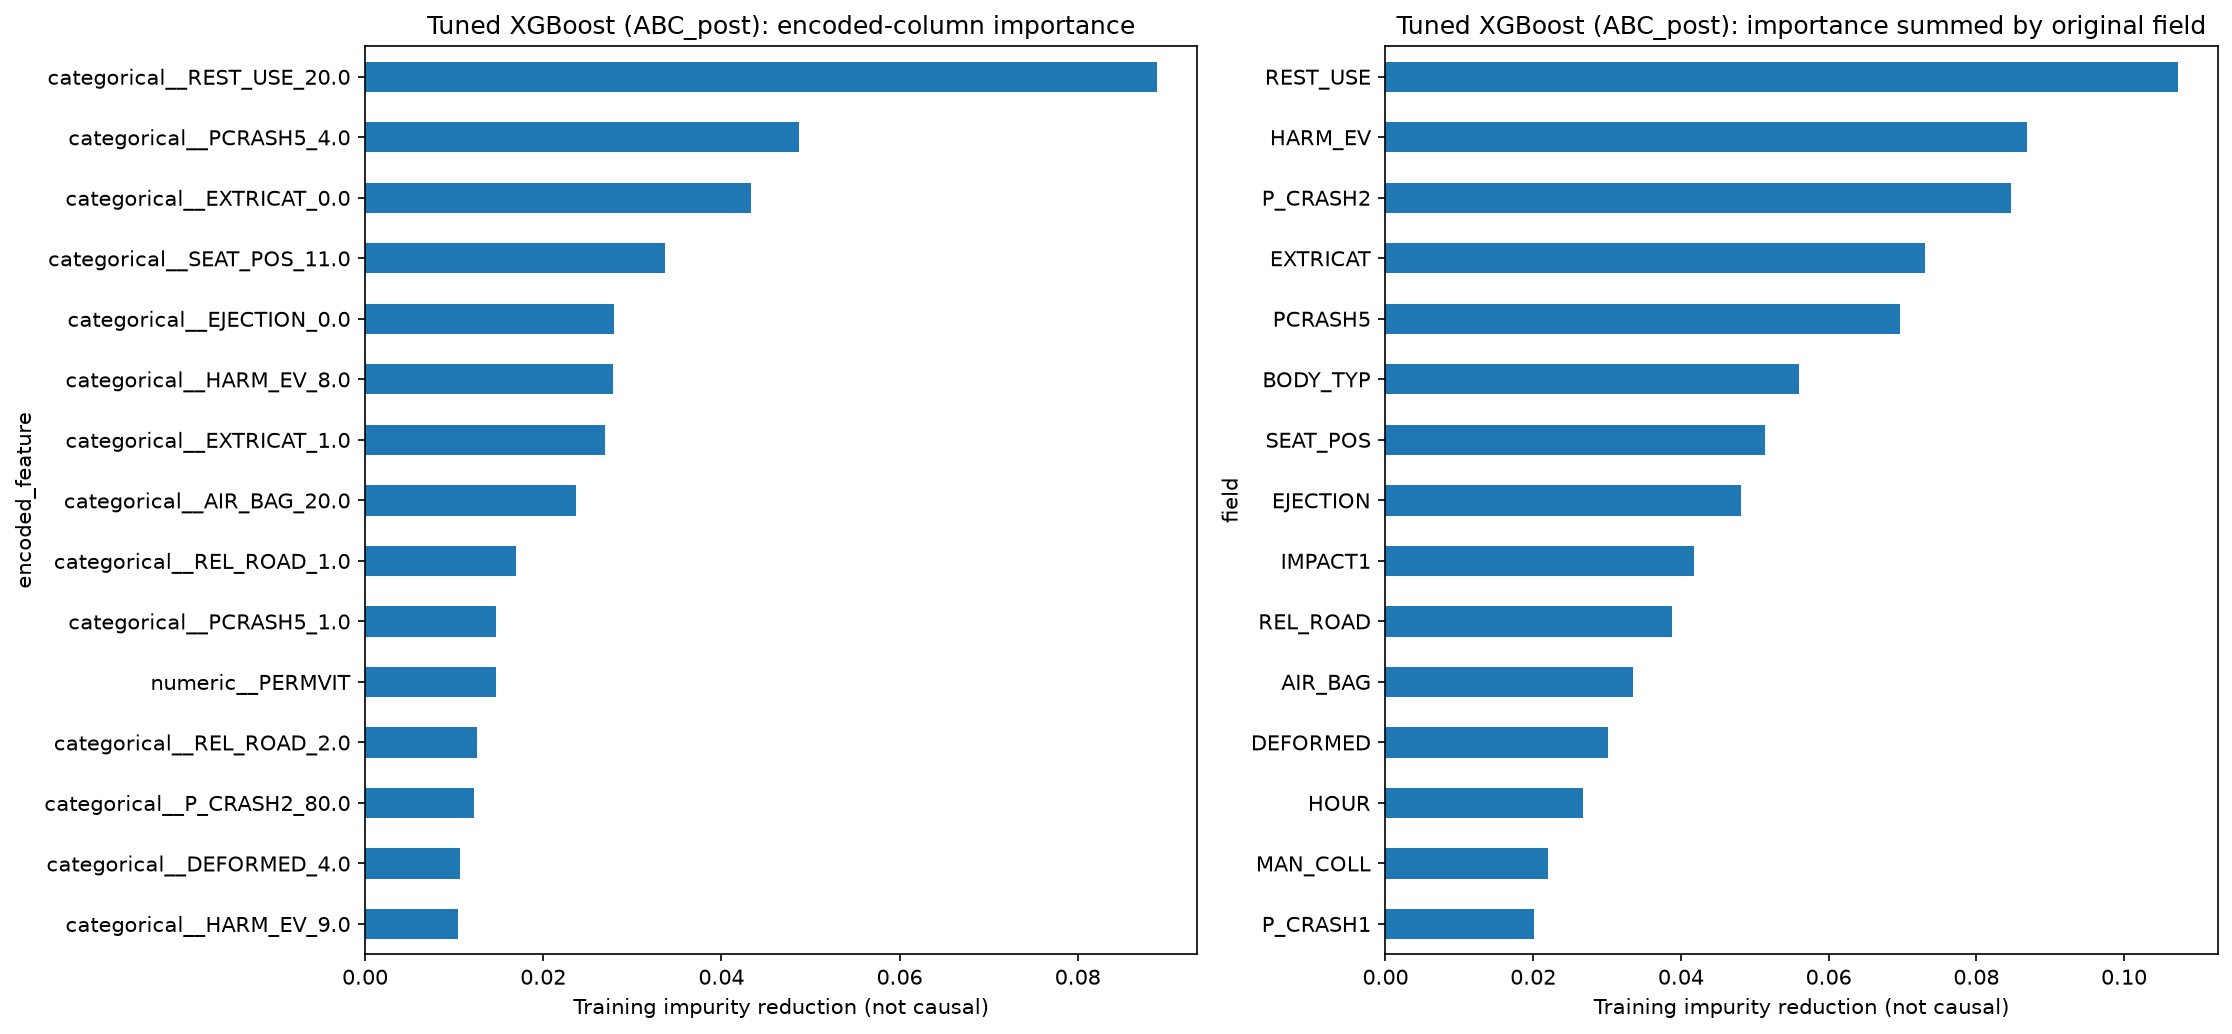 Tuned XGBoost (ABC_post): encoded-column importance
encoded_feature
categorical__REST_USE_20.0
categorical__PCRASH5_4.0
categorical__EXTRICAT_0.0
categorical__SEAT_POS_11.0
categorical__EJECTION_0.0
categorical__HARM_EV_8.0
categorical__EXTRICAT_1.0
categorical__AIR_BAG_20.0
categorical__REL_ROAD_1.0
categorical__PCRASH5_1.0
numeric__PERMVIT
categorical__REL_ROAD_2.0
categorical__P_CRASH2_80.0
categorical__DEFORMED_4.0
categorical__HARM_EV_9.0
0.00 0.02 0.04 0.06 0.08
Training impurity reduction (not causal)
Tuned XGBoost (ABC_post): importance summed by original field
field
REST_USE
HARM_EV
P_CRASH2
EXTRICAT
PCRASH5
BODY_TYP
SEAT_POS
EJECTION
IMPACT1
REL_ROAD
AIR_BAG
DEFORMED
HOUR
MAN_COLL
P_CRASH1
0.00 0.02 0.04 0.06 0.08 0.10
Training impurity reduction (not causal)